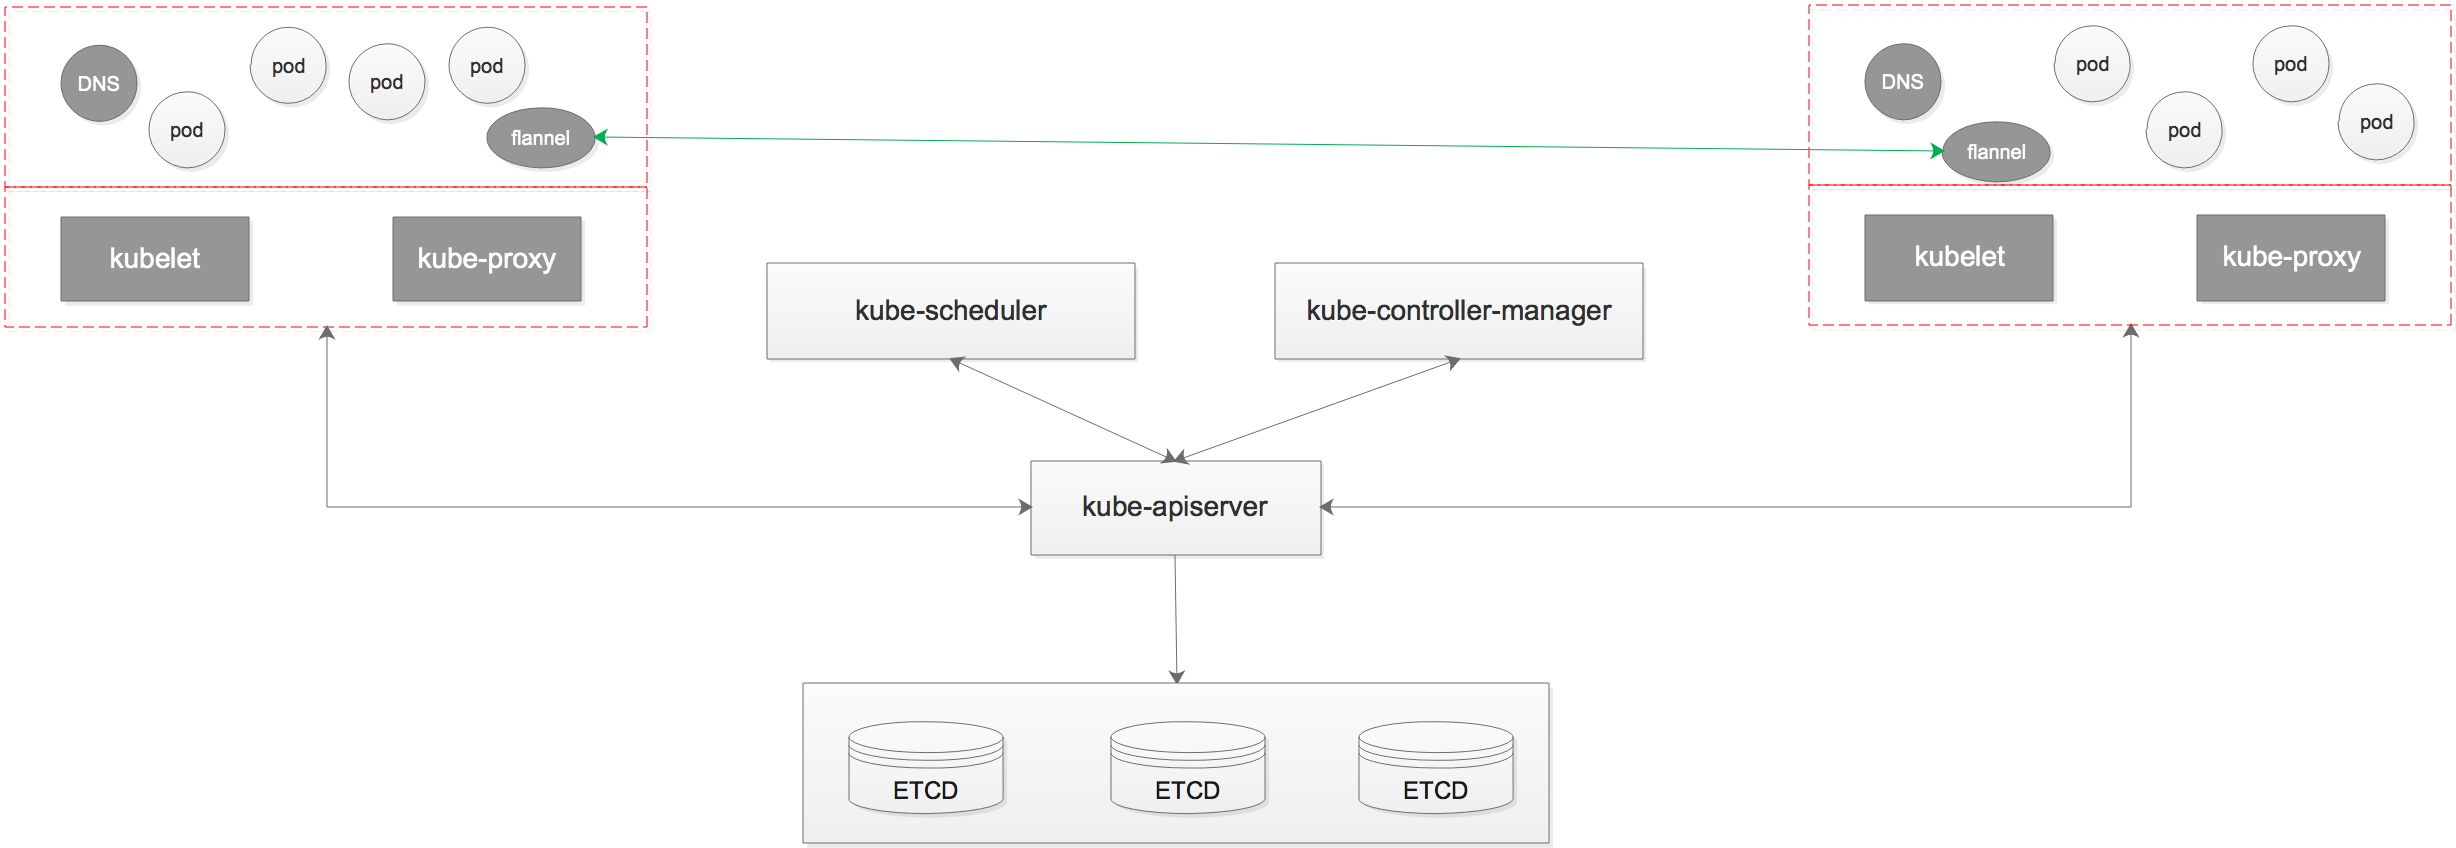 DNS
pod
pod
pod
pod
flannel
kubelet
kube-proxy
DNS
pod
pod
pod
pod
flannel
kubelet
kube-proxy
kube-scheduler
kube-controller-manager
kube-apiserver
ETCD
ETCD
ETCD